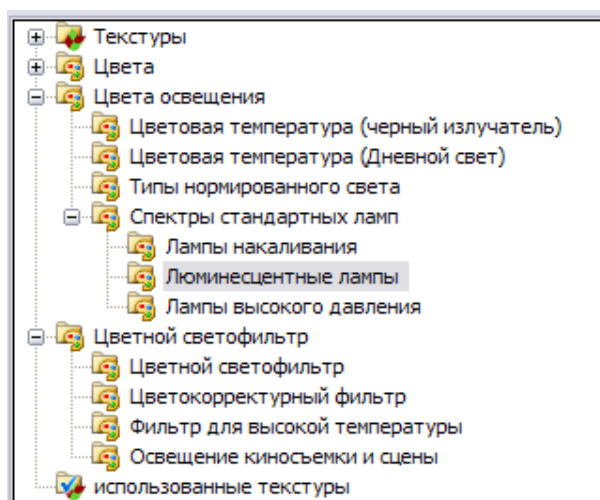 Текстуры
Цвета
Цвета освещения
Цветовая температура (черный излучатель)
Цветовая температура (Дневной свет)
Типы нормированного света
Спектры стандартных ламп
Лампы накаливания
Люминесцентные лампы
Лампы высокого давления
Цветной светофильтр
Цветной светофильтр
Цветокорректурный фильтр
Фильтр для высокой температуры
Освещение киносъемки и сцены
использованные текстуры